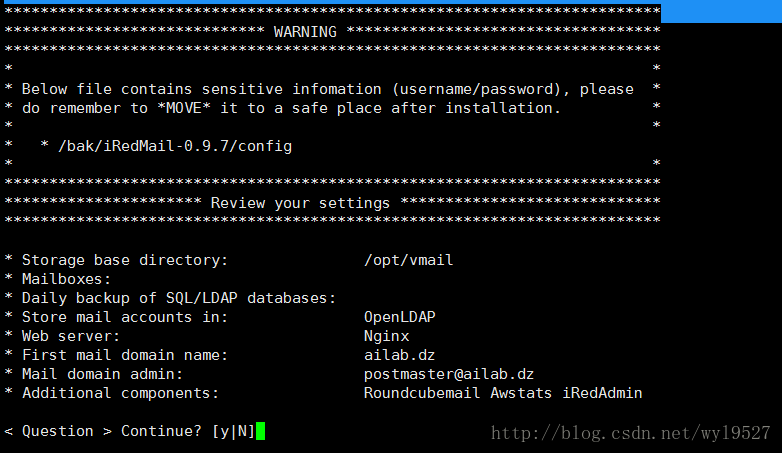 *************************************************************************
***************************** WARNING ***********************************
*************************************************************************
* *
* Below file contains sensitive infomation (username/password), please *
* do remember to *MOVE* it to a safe place after installation. *
* *
* * /bak/iRedMail-0.9.7/config
* *
*************************************************************************
********************** Review your settings *****************************
*************************************************************************
* Storage base directory: /opt/vmail
* Mailboxes:
* Daily backup of SQL/LDAP databases:
* Store mail accounts in: OpenLDAP
* Web server: Nginx
* First mail domain name: ailab.dz
* Mail domain admin: postmaster@ailab.dz
* Additional components: Roundcubemail Awstats iRedAdmin
< Question > Continue? [y|N]
http://blog.csdn.net/wyl9527